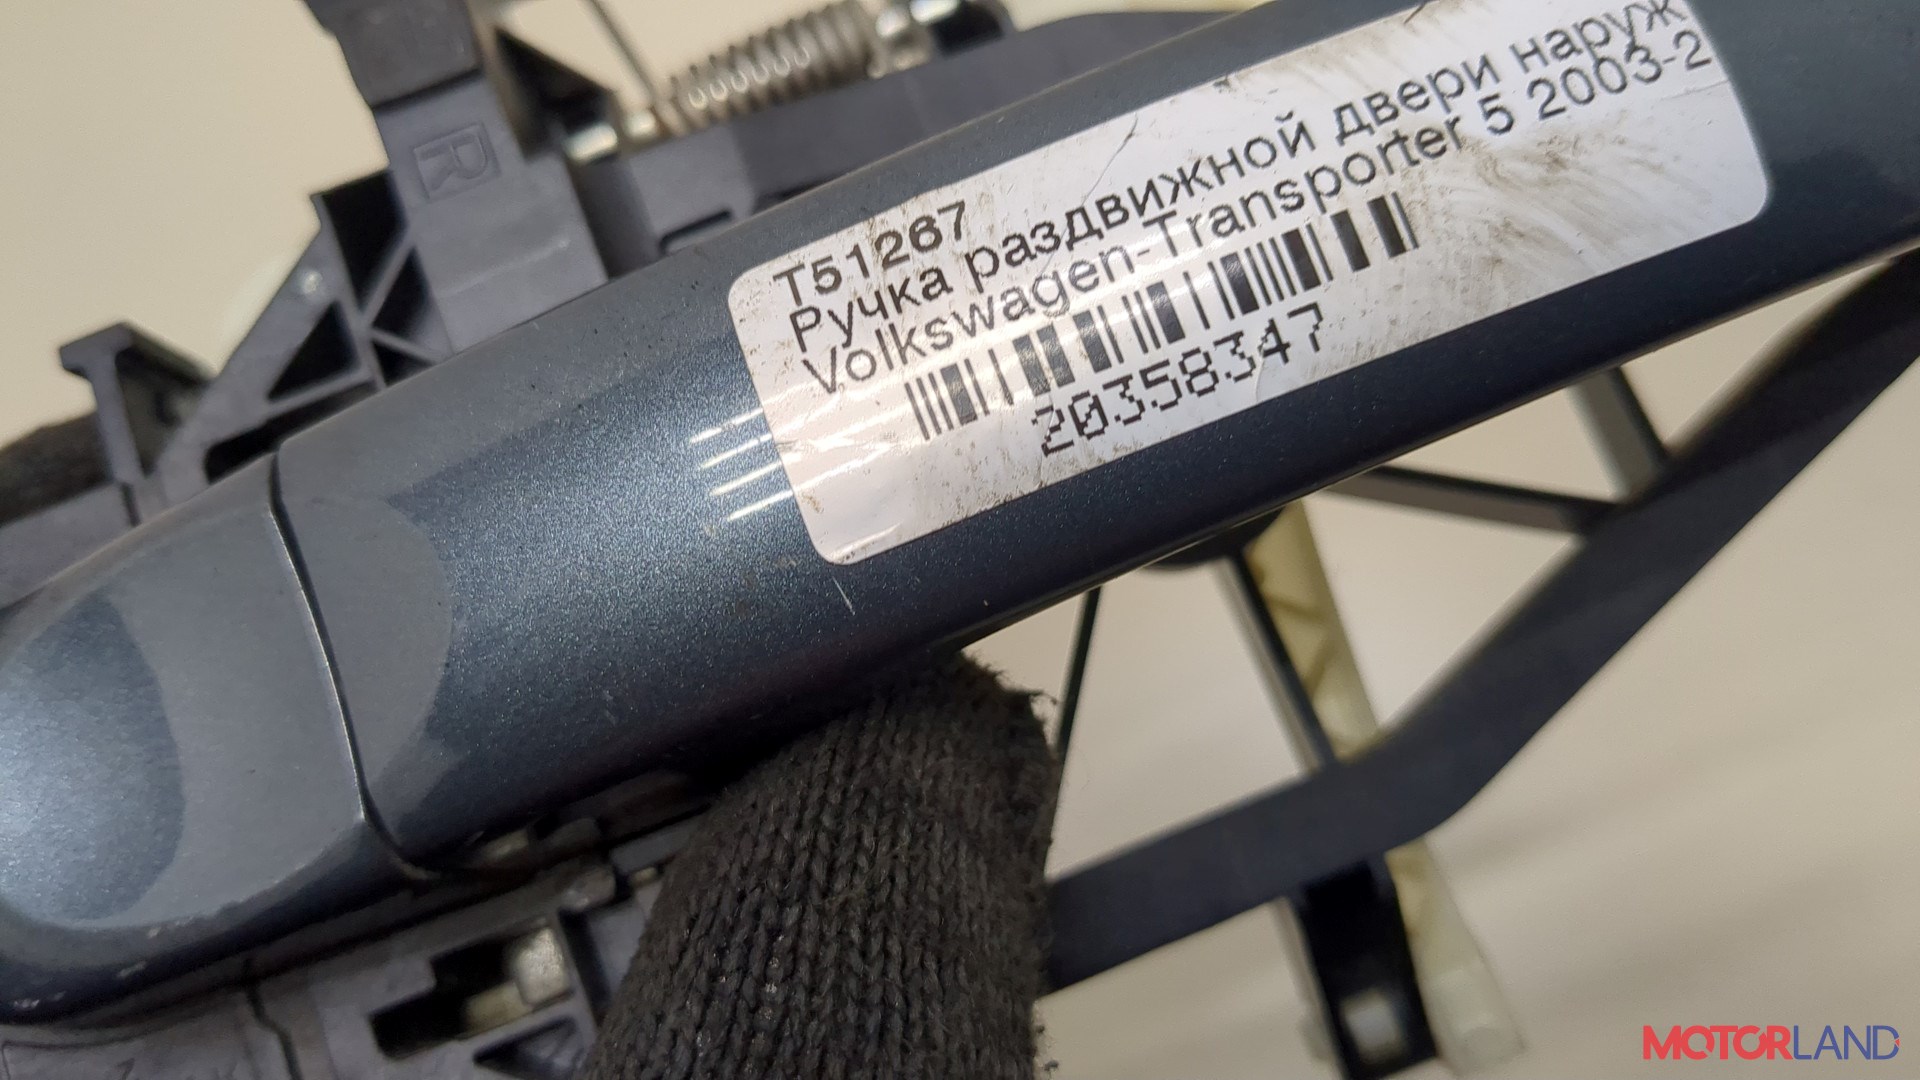 R
T51267
Ручка раздвижной двери наруж
Volkswagen-Transporter 5 2003-2
20358347
MOTORLAND